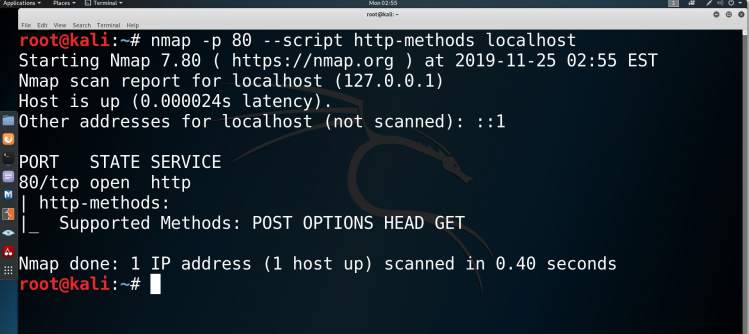 Applications Places Terminal Mon 02:55 1
root@kali: ~
File Edit View Search Terminal Help
root@kali:~# nmap -p 80 --script http-methods localhost
Starting Nmap 7.80 ( https://nmap.org ) at 2019-11-25 02:55 EST
Nmap scan report for localhost (127.0.0.1)
Host is up (0.000024s latency).
Other addresses for localhost (not scanned): ::1
PORT   STATE SERVICE
80/tcp open  http
| http-methods:
|_  Supported Methods: POST OPTIONS HEAD GET
Nmap done: 1 IP address (1 host up) scanned in 0.40 seconds
root@kali:~#